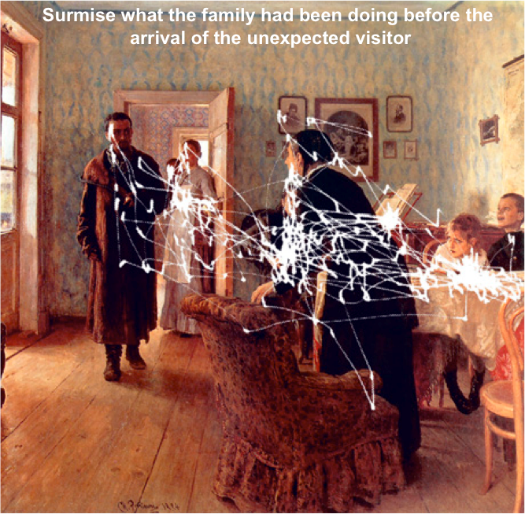 Surmise what the family had been doing before the
arrival of the unexpected visitor